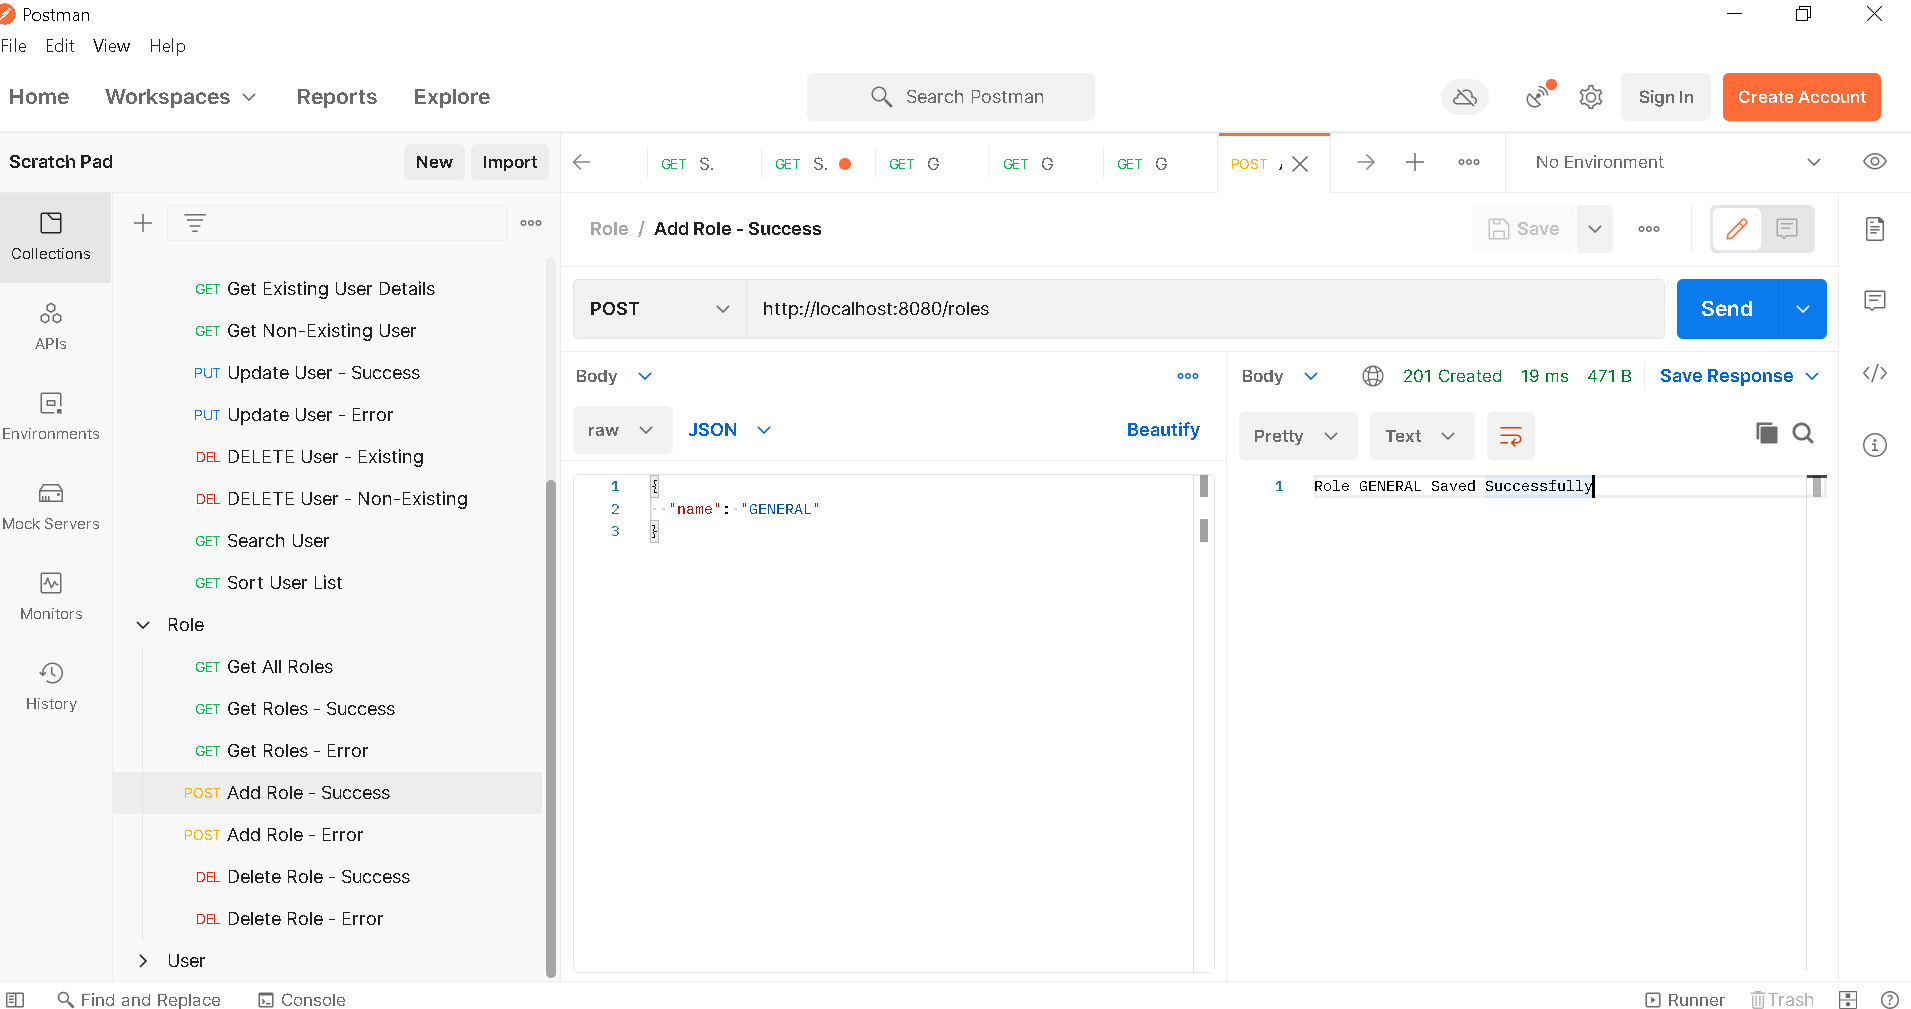 Postman
File Edit View Help
Home Workspaces Reports Explore
Search Postman
Sign In Create Account
Scratch Pad New Import
GET S. GET S. GET G GET G GET G POST
No Environment
Collections
APIs
Environments
Mock Servers
Monitors
History
GET Get Existing User Details
GET Get Non-Existing User
PUT Update User - Success
PUT Update User - Error
DEL DELETE User - Existing
DEL DELETE User - Non-Existing
GET Search User
GET Sort User List
Role
GET Get All Roles
GET Get Roles - Success
GET Get Roles - Error
POST Add Role - Success
POST Add Role - Error
DEL Delete Role - Success
DEL Delete Role - Error
User
Role / Add Role - Success
Save
POST http://localhost:8080/roles
Send
Body
raw JSON Beautify
1 {
2 "name": "GENERAL"
3 }
Body 201 Created 19 ms 471 B Save Response
Pretty Text
1 Role GENERAL Saved Successfully
Find and Replace Console
Runner Trash